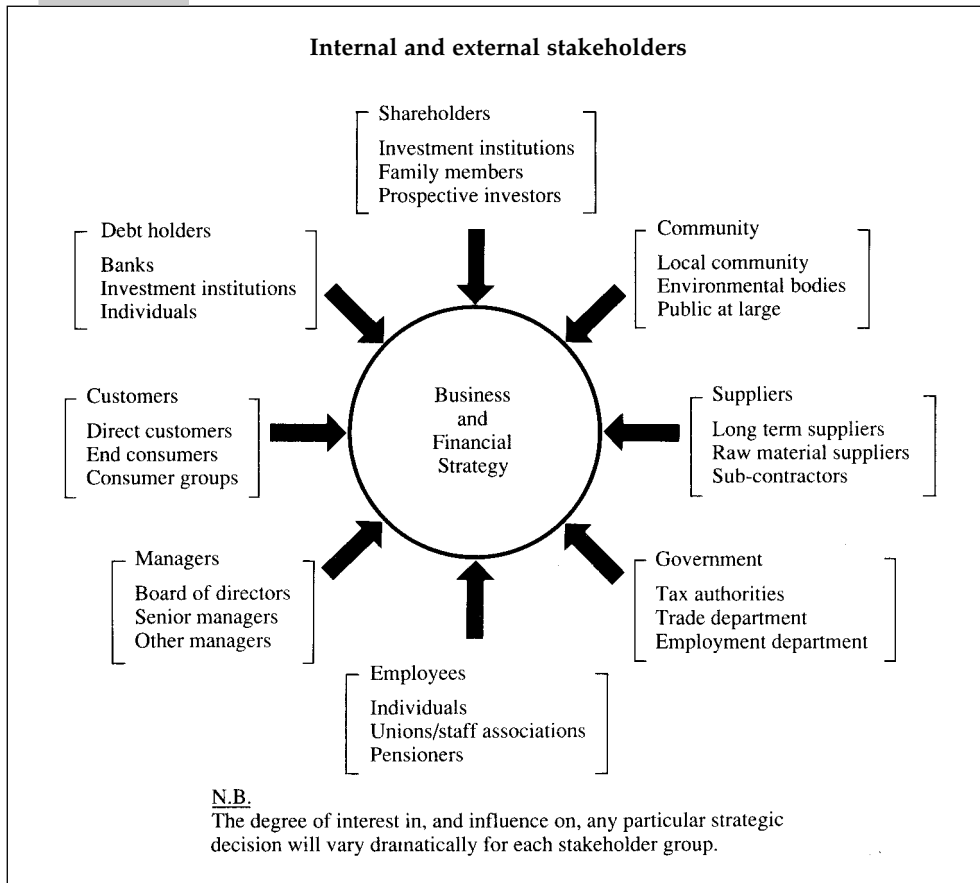 Internal and external stakeholders
Shareholders
Investment institutions
Family members
Prospective investors
Debt holders
Banks
Investment institutions
Individuals
Community
Local community
Environmental bodies
Public at large
Customers
Direct customers
End consumers
Consumer groups
Business
and
Financial
Strategy
Suppliers
Long term suppliers
Raw material suppliers
Sub-contractors
Managers
Board of directors
Senior managers
Other managers
Government
Tax authorities
Trade department
Employment department
Employees
Individuals
Unions/staff associations
Pensioners
N.B.
The degree of interest in, and influence on, any particular strategic
decision will vary dramatically for each stakeholder group.